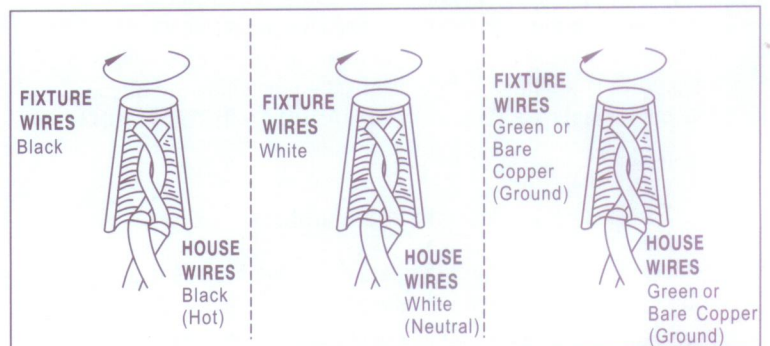 FIXTURE
WIRES
Black
HOUSE
WIRES
Black
(Hot)
FIXTURE
WIRES
White
HOUSE
WIRES
White
(Neutral)
FIXTURE
WIRES
Green or
Bare
Copper
(Ground)
HOUSE
WIRES
Green or
Bare Copper
(Ground)